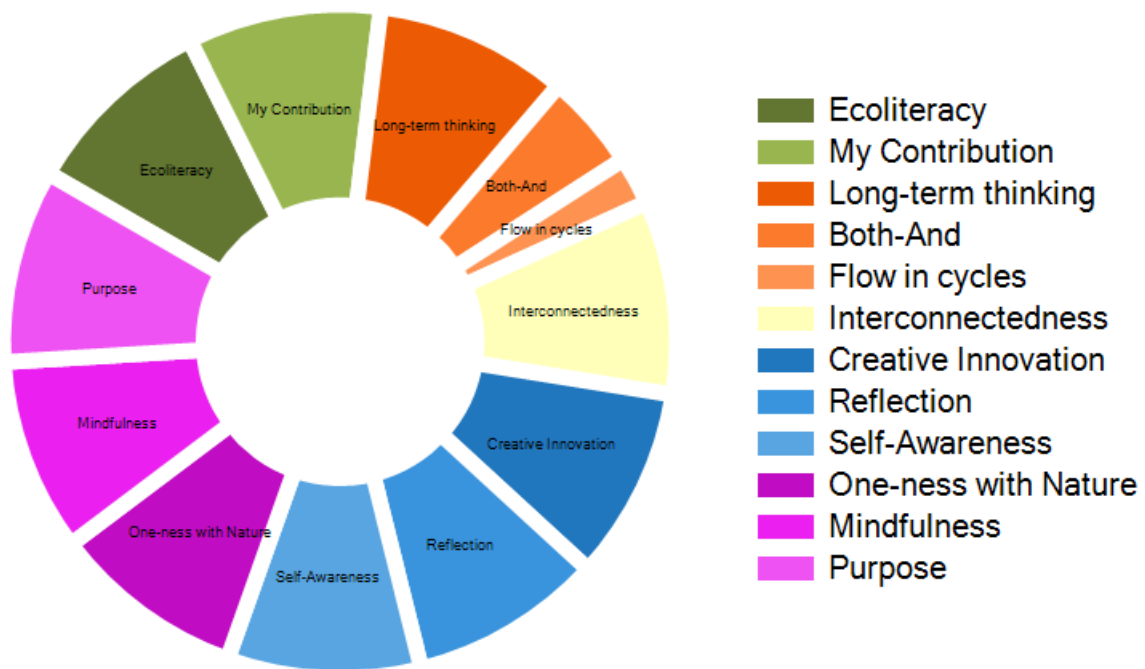 My Contribution
Long-term thinking
Ecoliteracy
Both-And
Flow in cycles
Purpose
Interconnectedness
Mindfulness
Creative Innovation
One-ness with Nature
Reflection
Self-Awareness
Ecoliteracy
My Contribution
Long-term thinking
Both-And
Flow in cycles
Interconnectedness
Creative Innovation
Reflection
Self-Awareness
One-ness with Nature
Mindfulness
Purpose